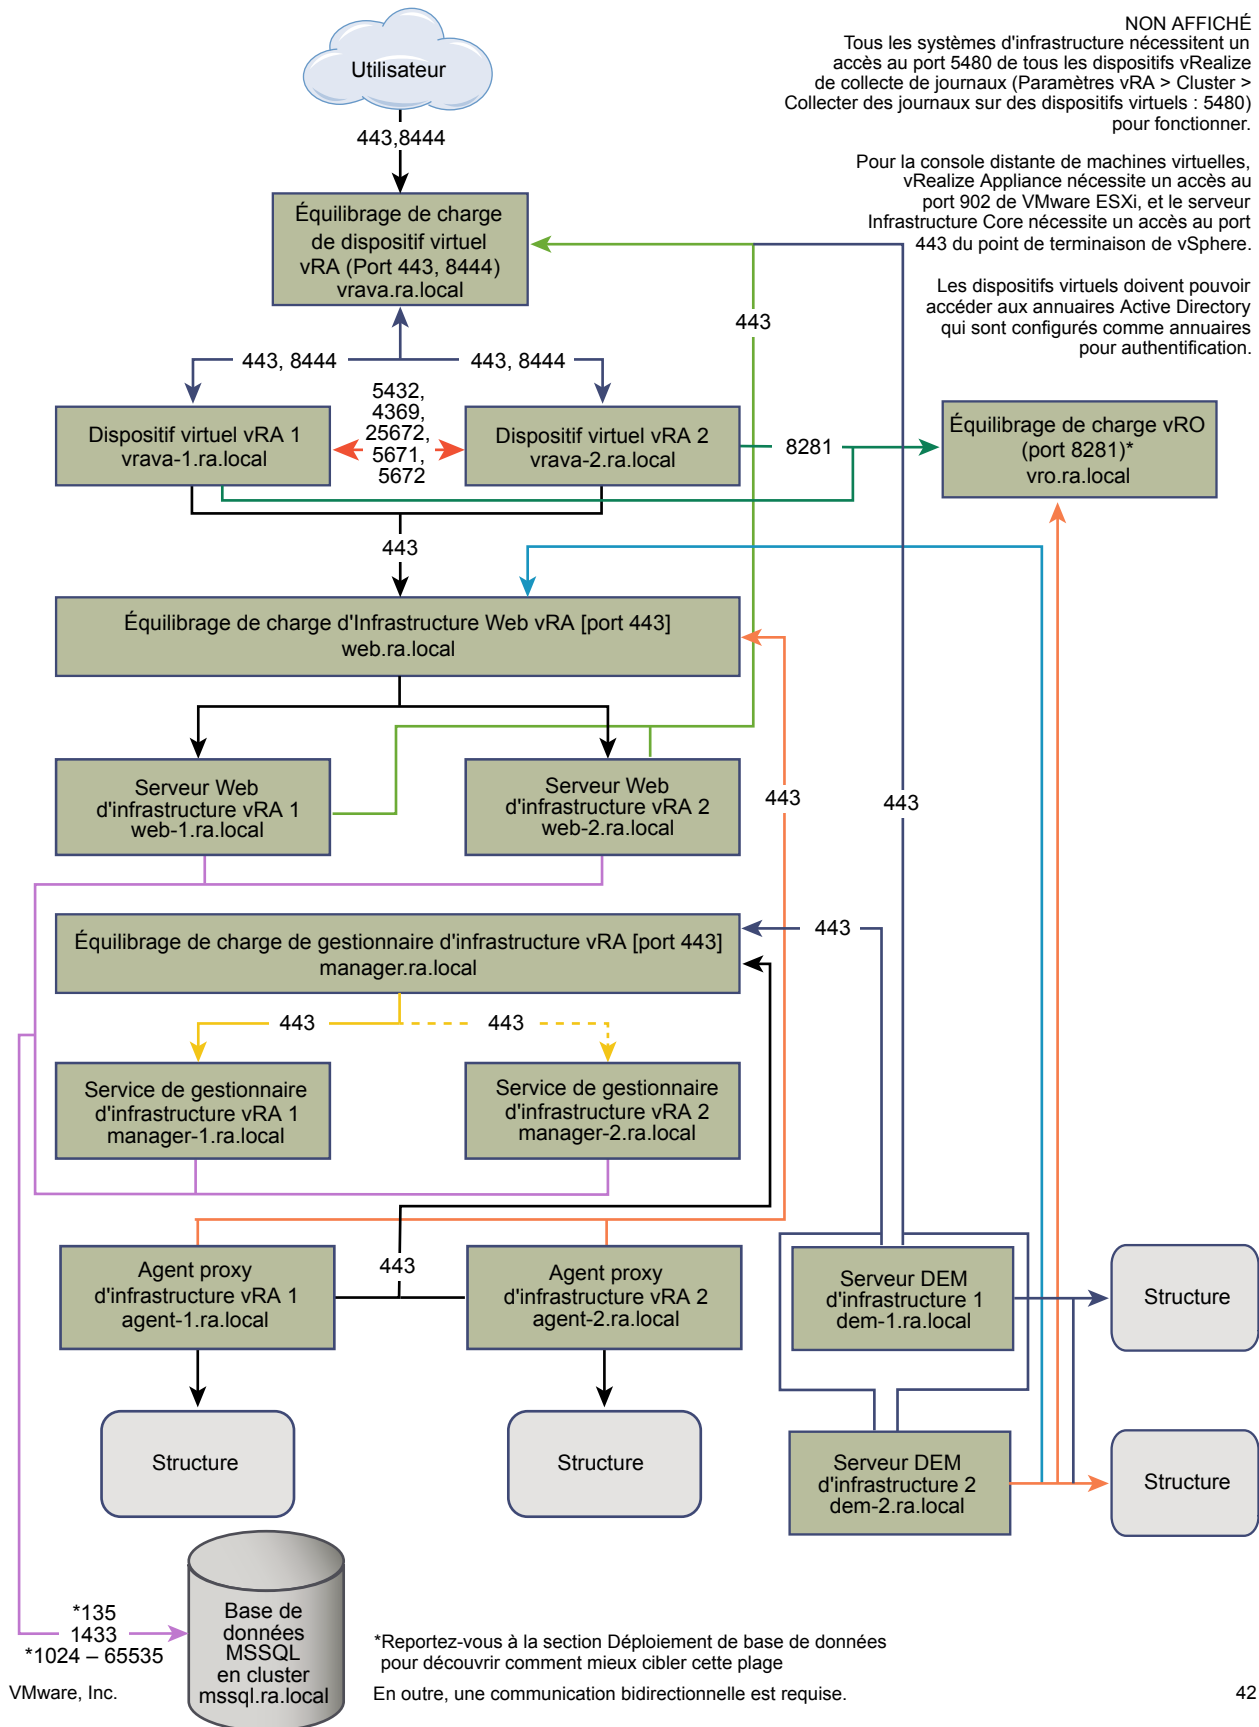 Utilisateur
NON AFFICHÉ
Tous les systèmes d'infrastructure nécessitent un
accès au port 5480 de tous les dispositifs vRealize
de collecte de journaux (Paramètres vRA > Cluster >
Collecter des journaux sur des dispositifs virtuels : 5480)
pour fonctionner.
Pour la console distante de machines virtuelles,
vRealize Appliance nécessite un accès au
port 902 de VMware ESXi, et le serveur
Infrastructure Core nécessite un accès au port
443 du point de terminaison de vSphere.
Les dispositifs virtuels doivent pouvoir
accéder aux annuaires Active Directory
qui sont configurés comme annuaires
pour authentification.
443,8444
Équilibrage de charge
de dispositif virtuel
vRA (Port 443, 8444)
vrava.ra.local
443
443, 8444
443, 8444
Dispositif virtuel vRA 1
vrava-1.ra.local
5432,
4369,
25672,
5671,
5672
Dispositif virtuel vRA 2
vrava-2.ra.local
8281
Équilibrage de charge vRO
(port 8281)*
vro.ra.local
443
Équilibrage de charge d'Infrastructure Web vRA [port 443]
web.ra.local
Serveur Web
d'infrastructure vRA 1
web-1.ra.local
Serveur Web
d'infrastructure vRA 2
web-2.ra.local
443
443
Équilibrage de charge de gestionnaire d'infrastructure vRA [port 443]
manager.ra.local
443
443
443
Service de gestionnaire
d'infrastructure vRA 1
manager-1.ra.local
Service de gestionnaire
d'infrastructure vRA 2
manager-2.ra.local
Agent proxy
d'infrastructure vRA 1
agent-1.ra.local
443
Agent proxy
d'infrastructure vRA 2
agent-2.ra.local
Serveur DEM
d'infrastructure 1
dem-1.ra.local
Structure
Structure
Structure
Serveur DEM
d'infrastructure 2
dem-2.ra.local
Structure
*135
1433
*1024 – 65535
Base de
données
MSSQL
en cluster
mssql.ra.local
*Reportez-vous à la section Déploiement de base de données
pour découvrir comment mieux cibler cette plage
En outre, une communication bidirectionnelle est requise.
VMware, Inc.
42